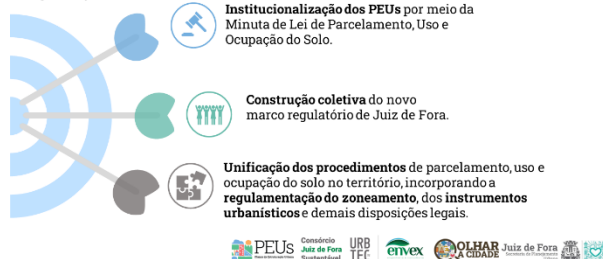 Institucionalização dos PEUs por meio da
Minuta de Lei de Parcelamento, Uso e
Ocupação do Solo.
Construção coletiva do novo
marco regulatório de Juiz de Fora.
Unificação dos procedimentos de parcelamento, uso e
ocupação do solo no território, incorporando a
regulamentação do zoneamento, dos instrumentos
urbanísticos e demais disposições legais.
PEUs
Consórcio
Juiz de Fora
Sustentável
URB
TEC
envex
OLHAR
A CIDADE
Juiz de Fora